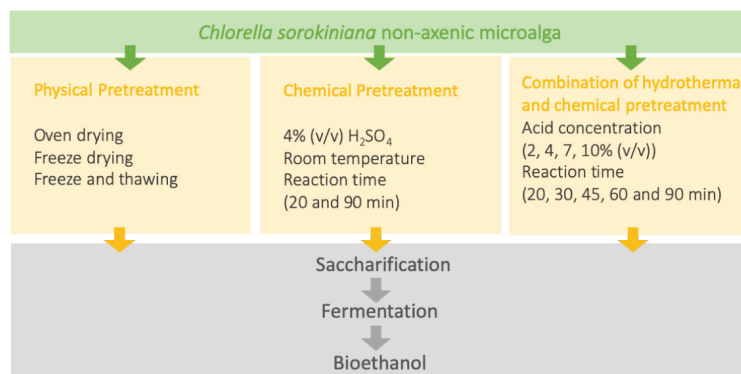 Chlorella sorokiniana non-axenic microalga
Physical Pretreatment
Oven drying
Freeze drying
Freeze and thawing
Chemical Pretreatment
4% (v/v) H₂SO₄
Room temperature
Reaction time
(20 and 90 min)
Combination of hydrotherma
and chemical pretreatment
Acid concentration
(2, 4, 7, 10% (v/v))
Reaction time
(20, 30, 45, 60 and 90 min)
Saccharification
Fermentation
Bioethanol